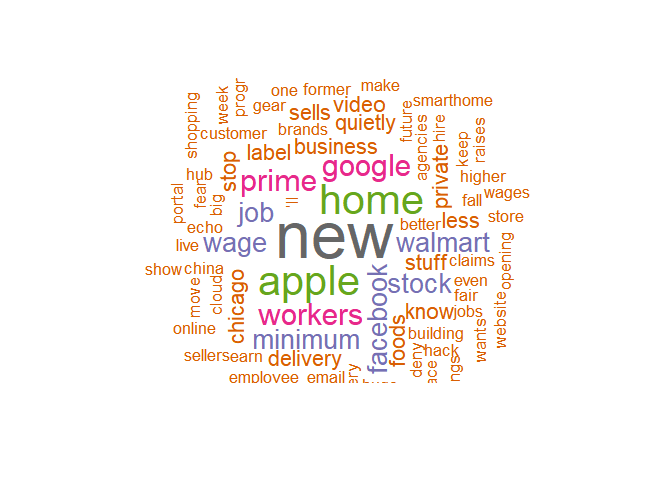 progr
make
one former
week
shopping
gear
sells
video
smarthome
future
customer
brands
quietly
agencies
hire
keep
raises
stop
label
business
private
hub
fear
prime
google
higher
portal
big
job
home
fall
wages
echo
new
better
less
store
live
wage
walmart
opening
show
china
cloud
move
apple
facebook
stock
stuff
claims
even
chicago
workers
foods
know
fair
jobs
website
online
minimum
building
wants
sellers
earn
delivery
deny
hack
employee
email